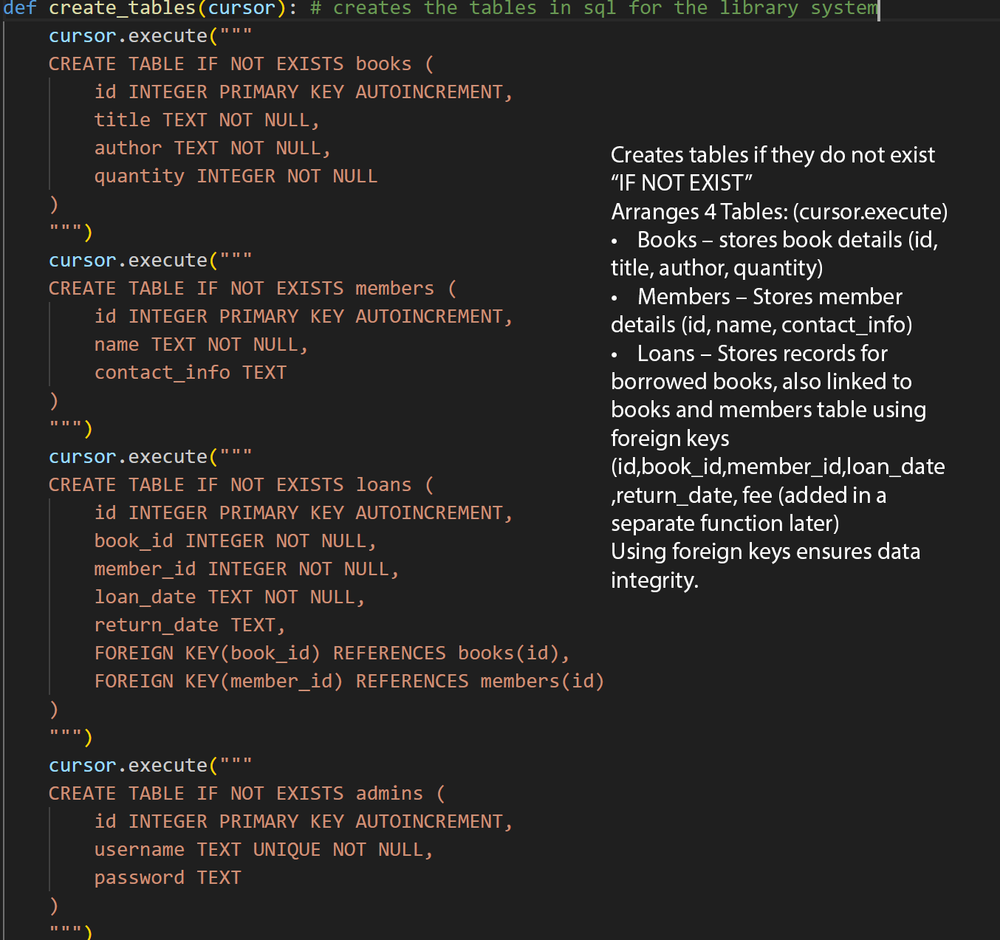 def create_tables(cursor): # creates the tables in sql for the library system
cursor.execute("""
CREATE TABLE IF NOT EXISTS books (
id INTEGER PRIMARY KEY AUTOINCREMENT,
title TEXT NOT NULL,
author TEXT NOT NULL,
quantity INTEGER NOT NULL
)
""")
cursor.execute("""
CREATE TABLE IF NOT EXISTS members (
id INTEGER PRIMARY KEY AUTOINCREMENT,
name TEXT NOT NULL,
contact_info TEXT
)
""")
cursor.execute("""
CREATE TABLE IF NOT EXISTS loans (
id INTEGER PRIMARY KEY AUTOINCREMENT,
book_id INTEGER NOT NULL,
member_id INTEGER NOT NULL,
loan_date TEXT NOT NULL,
return_date TEXT,
FOREIGN KEY(book_id) REFERENCES books(id),
FOREIGN KEY(member_id) REFERENCES members(id)
)
""")
cursor.execute("""
CREATE TABLE IF NOT EXISTS admins (
id INTEGER PRIMARY KEY AUTOINCREMENT,
username TEXT UNIQUE NOT NULL,
password TEXT
)
""")
Creates tables if they do not exist
“IF NOT EXIST”
Arranges 4 Tables: (cursor.execute)
• Books – stores book details (id,
title, author, quantity)
• Members – Stores member
details (id, name, contact_info)
• Loans – Stores records for
borrowed books, also linked to
books and members table using
foreign keys
(id,book_id,member_id,loan_date
,return_date, fee (added in a
separate function later)
Using foreign keys ensures data
integrity.